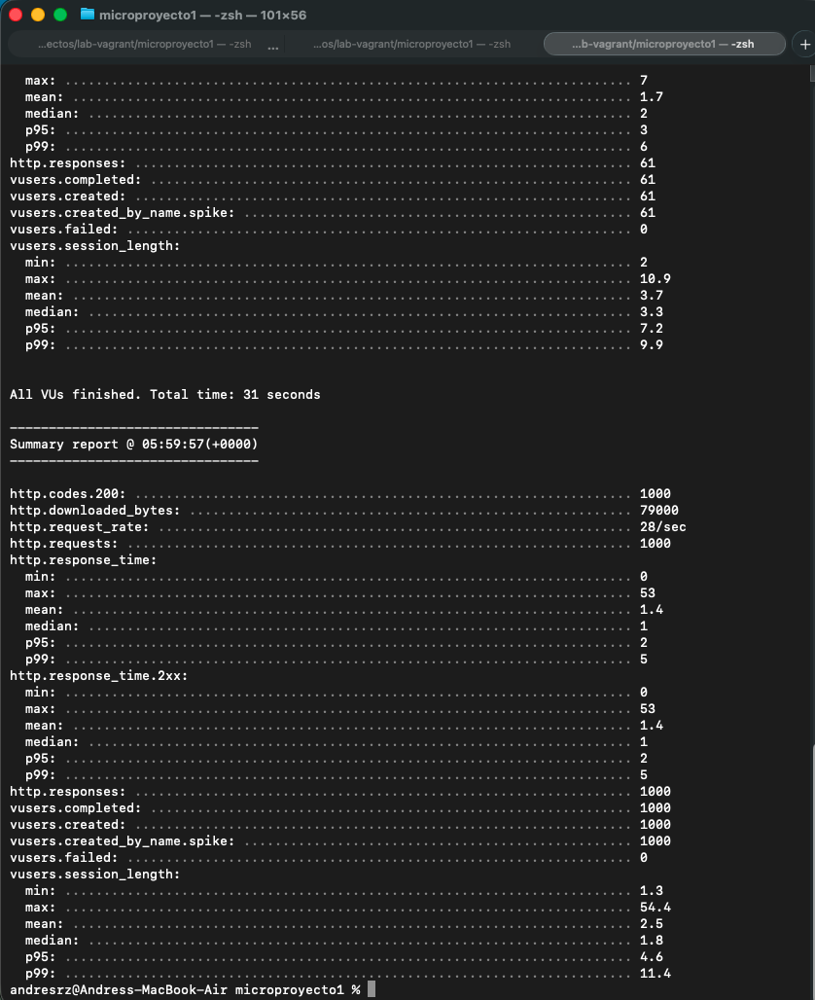 microproyecto1 — -zsh — 101×56
...ectos/lab-vagrant/microproyecto1 — -zsh ... ...os/lab-vagrant/microproyecto1 — -zsh ...b-vagrant/microproyecto1 — -zsh +
max: ......................................................................... 7
mean: ........................................................................ 1.7
median: ...................................................................... 2
p95: ......................................................................... 3
p99: ......................................................................... 6
http.responses: ................................................................ 61
vusers.completed: .............................................................. 61
vusers.created: ................................................................ 61
vusers.created_by_name.spike: .................................................. 61
vusers.failed: ................................................................. 0
vusers.session_length:
min: ......................................................................... 2
max: ......................................................................... 10.9
mean: ........................................................................ 3.7
median: ...................................................................... 3.3
p95: ......................................................................... 7.2
p99: ......................................................................... 9.9
All VUs finished. Total time: 31 seconds
--------------------------------
Summary report @ 05:59:57(+0000)
--------------------------------
http.codes.200: ................................................................ 1000
http.downloaded_bytes: ......................................................... 79000
http.request_rate: ............................................................. 28/sec
http.requests: ................................................................. 1000
http.response_time:
min: ......................................................................... 0
max: ......................................................................... 53
mean: ........................................................................ 1.4
median: ...................................................................... 1
p95: ......................................................................... 2
p99: ......................................................................... 5
http.response_time.2xx:
min: ......................................................................... 0
max: ......................................................................... 53
mean: ........................................................................ 1.4
median: ...................................................................... 1
p95: ......................................................................... 2
p99: ......................................................................... 5
http.responses: ................................................................ 1000
vusers.completed: .............................................................. 1000
vusers.created: ................................................................ 1000
vusers.created_by_name.spike: .................................................. 1000
vusers.failed: ................................................................. 0
vusers.session_length:
min: ......................................................................... 1.3
max: ......................................................................... 54.4
mean: ........................................................................ 2.5
median: ...................................................................... 1.8
p95: ......................................................................... 4.6
p99: ......................................................................... 11.4
andresrz@Andress-MacBook-Air microproyecto1 %